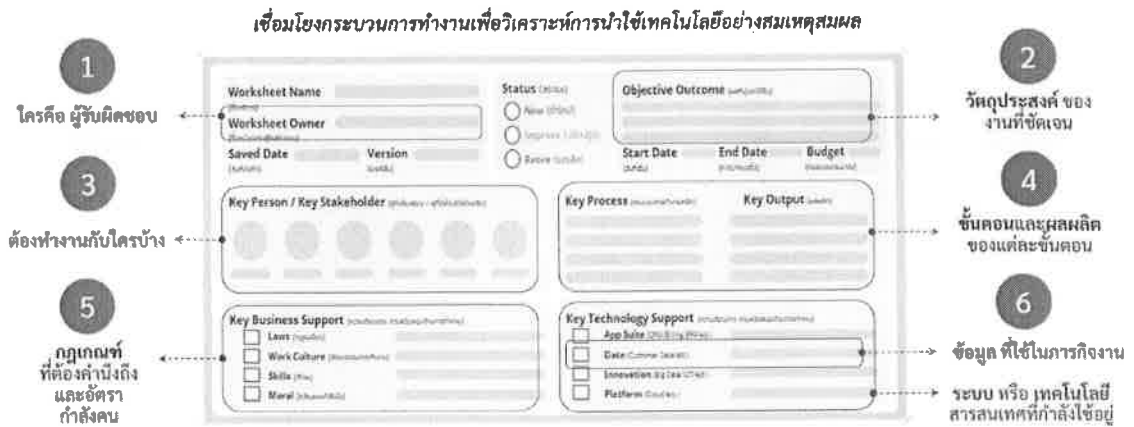 เชื่อมโยงกระบวนการทำงานเพื่อวิเคราะห์การนำใช้เทคโนโลยีอย่างสมเหตุสมผล
1
ใครคือ ผู้รับผิดชอบ
3
ต้องทำงานกับใครบ้าง
5
กฎเกณฑ์
ที่ต้องคำนึงถึง
และอัตรา
กำลังคน
Worksheet Name
Worksheet Owner
Saved Date
Version
Status
New
Improve
Retire
Objective Outcome
Start Date
End Date
Budget
Key Person / Key Stakeholder
Key Process
Key Output
Key Business Support
Laws
Work Culture
Skills
Moral
Key Technology Support
App Suite
Data
Innovation
Platform
2
วัตถุประสงค์ ของ
งานที่ชัดเจน
4
ขั้นตอนและผลผลิต
ของแต่ละขั้นตอน
6
ข้อมูล ที่ใช้ในภารกิจงาน
ระบบ หรือ เทคโนโลยี
สารสนเทศที่กำลังใช้อยู่